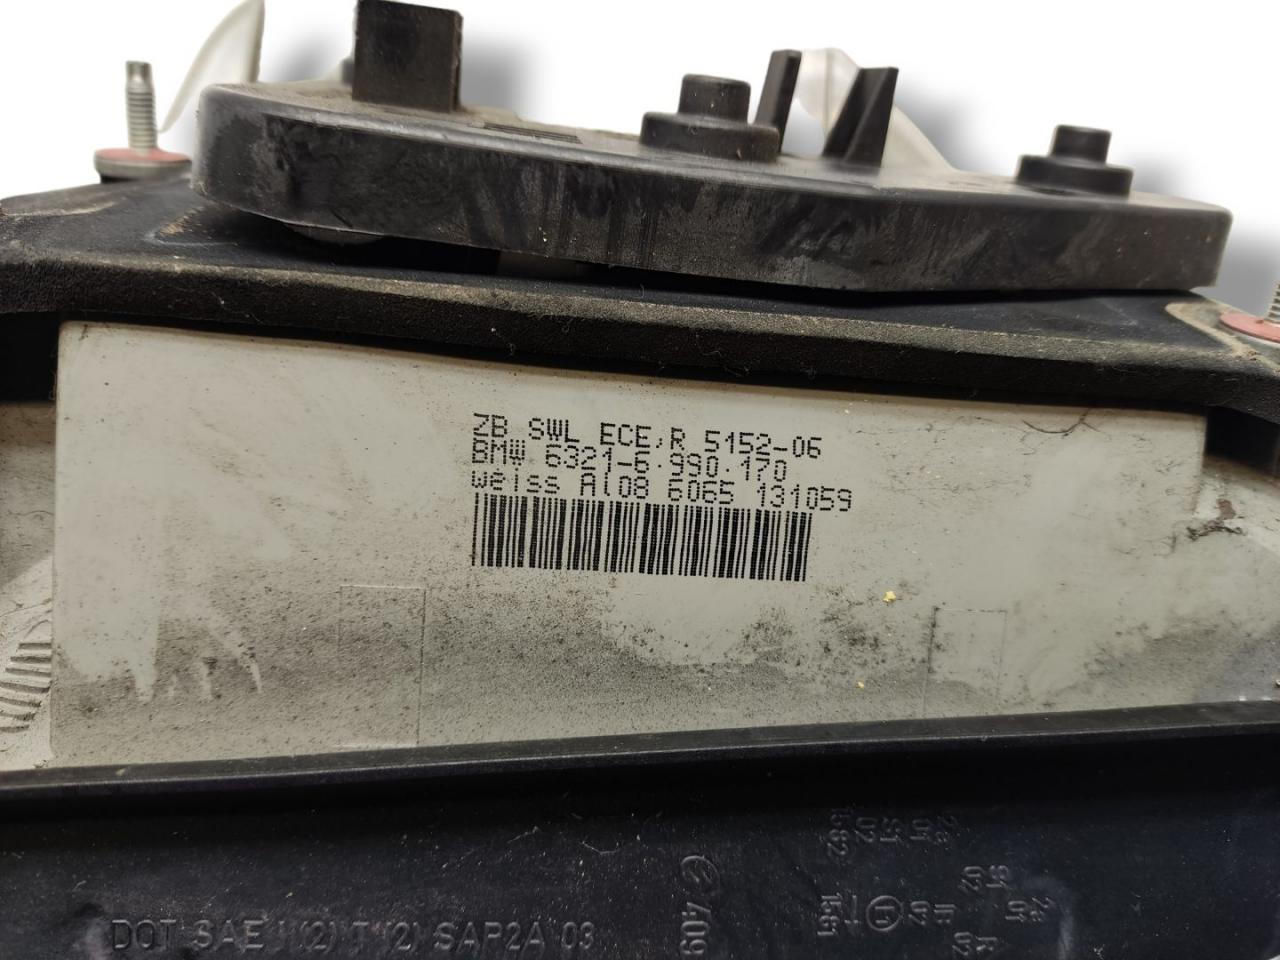 ZB SWL ECE,R 5152-06
BMW 6321-6.990.170
weiss Al08 6065 131059
DOT SAE I(2) T(2) SAP2A 03
409